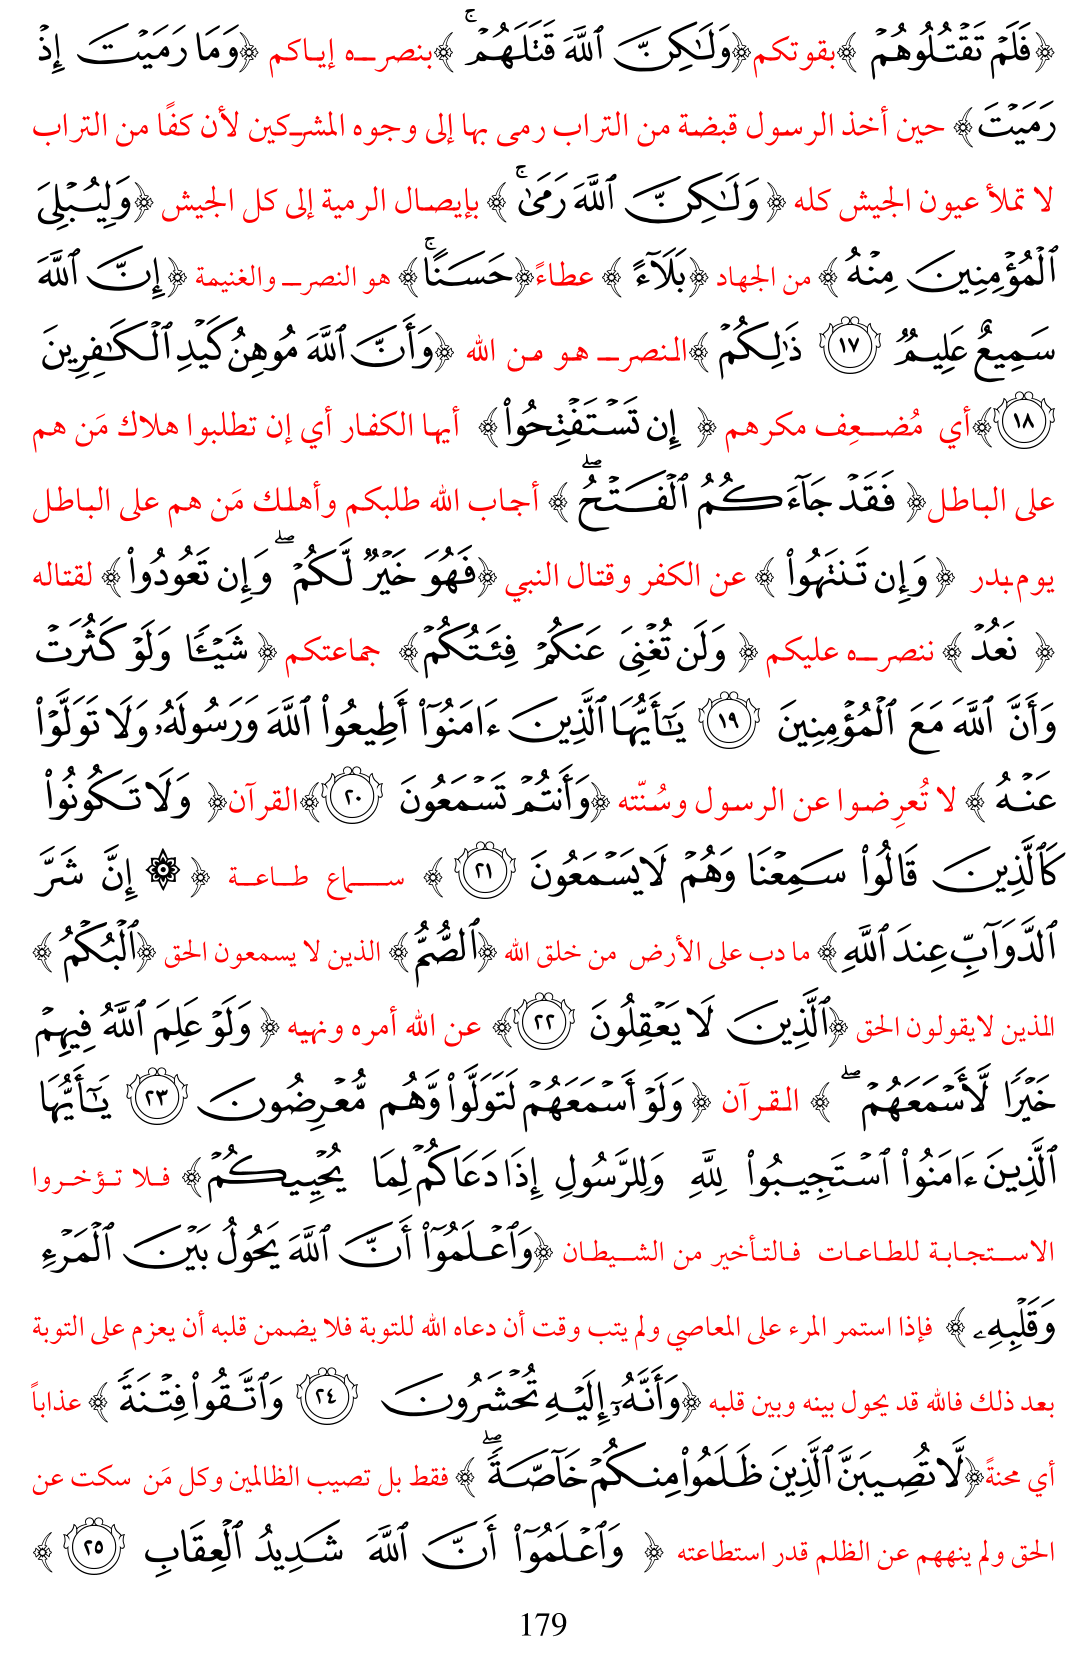 ﴿فَلَمْ تَقْتُلُوهُمْ ﴾بقوتكم﴿وَلَٰكِنَّ ٱللَّهَ قَتَلَهُمْ ۚ ﴾بنصره إياكم ﴿وَمَا رَمَيْتَ إِذْ
رَمَيْتَ﴾ حين أخذ الرسول قبضة من التراب رمى بها إلى وجوه المشركين لأن كفًا من التراب
لا تملأ عيون الجيش كله ﴿ وَلَٰكِنَّ ٱللَّهَ رَمَىٰ ۚ ﴾ بإيصال الرمية إلى كل الجيش ﴿وَلِيُبْلِىَ
ٱلْمُؤْمِنِينَ مِنْهُ ﴾ من الجهاد ﴿بَلَآءً ﴾ عطاءً﴿حَسَنًا ۚ﴾ هو النصر والغنيمة ﴿إِنَّ ٱللَّهَ
سَمِيعٌ عَلِيمٌ ١٧ ذَٰلِكُمْ ﴾النصر هو من الله ﴿وَأَنَّ ٱللَّهَ مُوهِنُ كَيْدِ ٱلْكَٰفِرِينَ
١٨﴾أي مُضعِف مكرهم ﴿ إِن تَسْتَفْتِحُوا۟﴾ أيها الكفار أي إن تطلبوا هلاك مَن هم
على الباطل﴿ فَقَدْ جَآءَكُمُ ٱلْفَتْحُ ۖ ﴾ أجاب الله طلبكم وأهلك مَن هم على الباطل
يوم بدر ﴿ وَإِن تَنتَهُوا۟ ﴾ عن الكفر وقتال النبي ﴿فَهُوَ خَيْرٌ لَّكُمْ ۖ وَإِن تَعُودُوا۟﴾ لقتاله
﴿ نَعُدْ ﴾ ننصره عليكم ﴿ وَلَن تُغْنِىَ عَنكُمْ فِئَتُكُمْ﴾ جماعتكم ﴿ شَيْـًٔا وَلَوْ كَثُرَتْ
وَأَنَّ ٱللَّهَ مَعَ ٱلْمُؤْمِنِينَ ١٩ يَٰٓأَيُّهَا ٱلَّذِينَ ءَامَنُوٓا۟ أَطِيعُوا۟ ٱللَّهَ وَرَسُولَهُۥ وَلَا تَوَلَّوْا۟
عَنْهُ ﴾ لا تُعرِضوا عن الرسول وسُنّته ﴿وَأَنتُمْ تَسْمَعُونَ ٢٠﴾القرآن﴿ وَلَا تَكُونُوا۟
كَٱلَّذِينَ قَالُوا۟ سَمِعْنَا وَهُمْ لَا يَسْمَعُونَ ٢١ ﴾ سماع طاعة ﴿ ۞ إِنَّ شَرَّ
ٱلدَّوَآبِّ عِندَ ٱللَّهِ ﴾ ما دب على الأرض من خلق الله ﴿ٱلصُّمُّ﴾ الذين لا يسمعون الحق ﴿ٱلْبُكْمُ ﴾
الذين لايقولون الحق ﴿ٱلَّذِينَ لَا يَعْقِلُونَ ٢٢﴾ عن الله أمره ونهيه ﴿ وَلَوْ عَلِمَ ٱللَّهُ فِيهِمْ
خَيْرًا لَّأَسْمَعَهُمْ ۖ ﴾ القرآن ﴿ وَلَوْ أَسْمَعَهُمْ لَتَوَلَّوا۟ وَّهُم مُّعْرِضُونَ ٢٣ يَٰٓأَيُّهَا
ٱلَّذِينَ ءَامَنُوا۟ ٱسْتَجِيبُوا۟ لِلَّهِ وَلِلرَّسُولِ إِذَا دَعَاكُمْ لِمَا يُحْيِيكُمْ﴾ فلا تؤخروا
الاستجابة للطاعات فالتأخير من الشيطان ﴿وَٱعْلَمُوٓا۟ أَنَّ ٱللَّهَ يَحُولُ بَيْنَ ٱلْمَرْءِ
وَقَلْبِهِۦ ﴾ فإذا استمر المرء على المعاصي ولم يتب وقت أن دعاه الله للتوبة فلا يضمن قلبه أن يعزم على التوبة
بعد ذلك فالله قد يحول بينه وبين قلبه ﴿وَأَنَّهُۥٓ إِلَيْهِ تُحْشَرُونَ ٢٤ وَٱتَّقُوا۟ فِتْنَةً ﴾ عذاباً
أي محنةً﴿لَّا تُصِيبَنَّ ٱلَّذِينَ ظَلَمُوا۟ مِنكُمْ خَآصَّةً ۖ ﴾ فقط بل تصيب الظالمين وكل مَن سكت عن
الحق ولم ينههم عن الظلم قدر استطاعته ﴿ وَٱعْلَمُوٓا۟ أَنَّ ٱللَّهَ شَدِيدُ ٱلْعِقَابِ ٢٥ ﴾
179